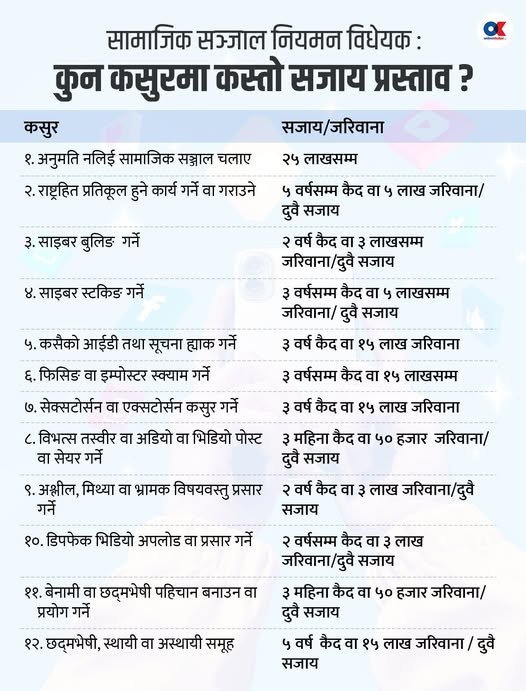 OK
सामाजिक सञ्जाल नियमन विधेयक :
कुन कसुरमा कस्तो सजाय प्रस्ताव ?
कसुर
सजाय/जरिवाना
१. अनुमति नलिई सामाजिक सञ्जाल चलाए
२५ लाखसम्म
२. राष्ट्रहित प्रतिकूल हुने कार्य गर्ने वा गराउने
५ वर्षसम्म कैद वा ५ लाख जरिवाना/
दुवै सजाय
३. साइबर बुलिङ गर्ने
२ वर्ष कैद वा ३ लाखसम्म
जरिवाना/दुवै सजाय
४. साइबर स्टकिङ गर्ने
३ वर्षसम्म कैद वा ५ लाखसम्म
जरिवाना/ दुवै सजाय
५. कसैको आईडी तथा सूचना ह्याक गर्ने
३ वर्ष कैद वा १५ लाख जरिवाना
६. फिसिङ वा इम्पोस्टर स्क्याम गर्ने
३ वर्षसम्म कैद वा १५ लाखसम्म
७. सेक्सटोर्सन वा एक्सटोर्सन कसुर गर्ने
३ वर्ष कैद वा १५ लाख जरिवाना
८. विभत्स तस्वीर वा अडियो वा भिडियो पोस्ट
वा सेयर गर्ने
३ महिना कैद वा ५० हजार जरिवाना/
दुवै सजाय
९. अश्लील, मिथ्या वा भ्रामक विषयवस्तु प्रसार
गर्ने
२ वर्ष कैद वा ३ लाख जरिवाना/दुवै
सजाय
१०. डिपफेक भिडियो अपलोड वा प्रसार गर्ने
२ वर्षसम्म कैद वा ३ लाख
जरिवाना/दुवै सजाय
११. बेनामी वा छद्मभेषी पहिचान बनाउन वा
प्रयोग गर्ने
३ महिना कैद वा ५० हजार जरिवाना/
दुवै सजाय
१२. छद्मभेषी, स्थायी वा अस्थायी समूह
५ वर्ष कैद वा १५ लाख जरिवाना / दुवै
सजाय